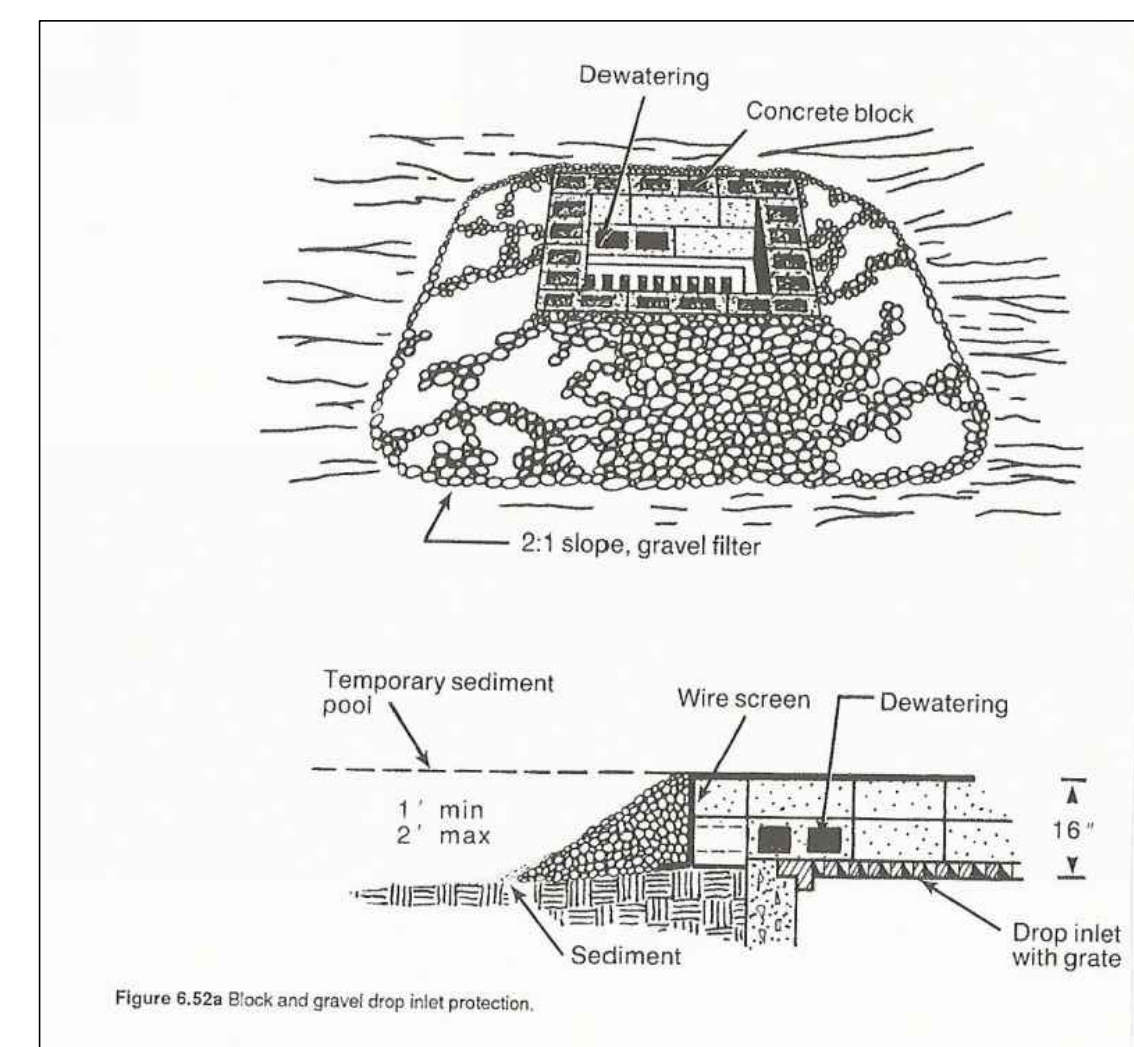 Dewatering
Concrete block
2:1 slope, gravel filter
Temporary sediment
pool
Wire screen
Dewatering
1' min
2' max
16"
Sediment
Drop inlet
with grate
Figure 6.52a Block and gravel drop inlet protection.